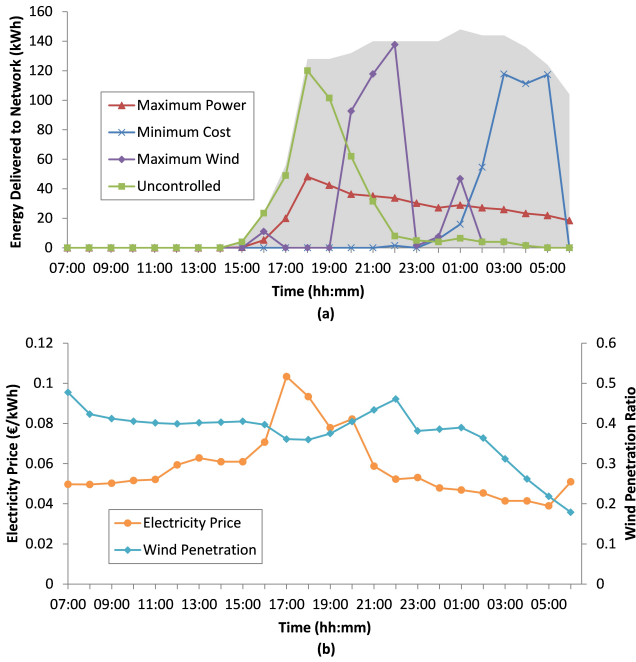 160
140
120
100
80
60
40
20
0
Energy Delivered to Network (kWh)
Maximum Power
Minimum Cost
Maximum Wind
Uncontrolled
07:00 09:00 11:00 13:00 15:00 17:00 19:00 21:00 23:00 01:00 03:00 05:00
Time (hh:mm)
(a)
0.12
0.1
0.08
0.06
0.04
0.02
0
Electricity Price (€/kWh)
Electricity Price
Wind Penetration
0.6
0.5
0.4
0.3
0.2
0.1
0
Wind Penetration Ratio
07:00 09:00 11:00 13:00 15:00 17:00 19:00 21:00 23:00 01:00 03:00 05:00
Time (hh:mm)
(b)